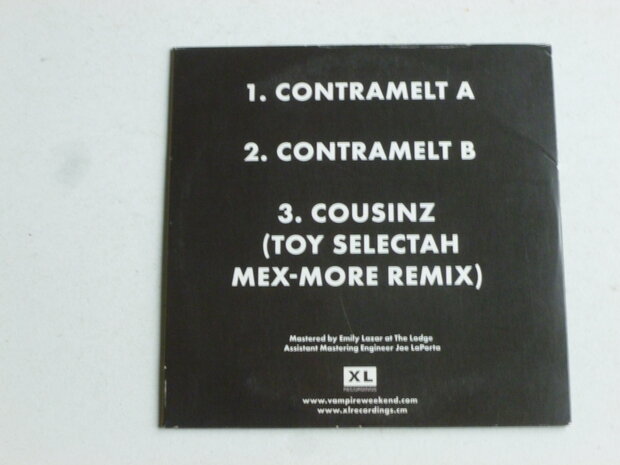 1. CONTRAMELT A
2. CONTRAMELT B
3. COUSINZ
(TOY SELECTAH
MEX-MORE REMIX)
Mastered by Emily Lazar at The Lodge
Assistant Mastering Engineer Joe LaPorta
XL
RECORDINGS
www.vampireweekend.com
www.xlrecordings.cm